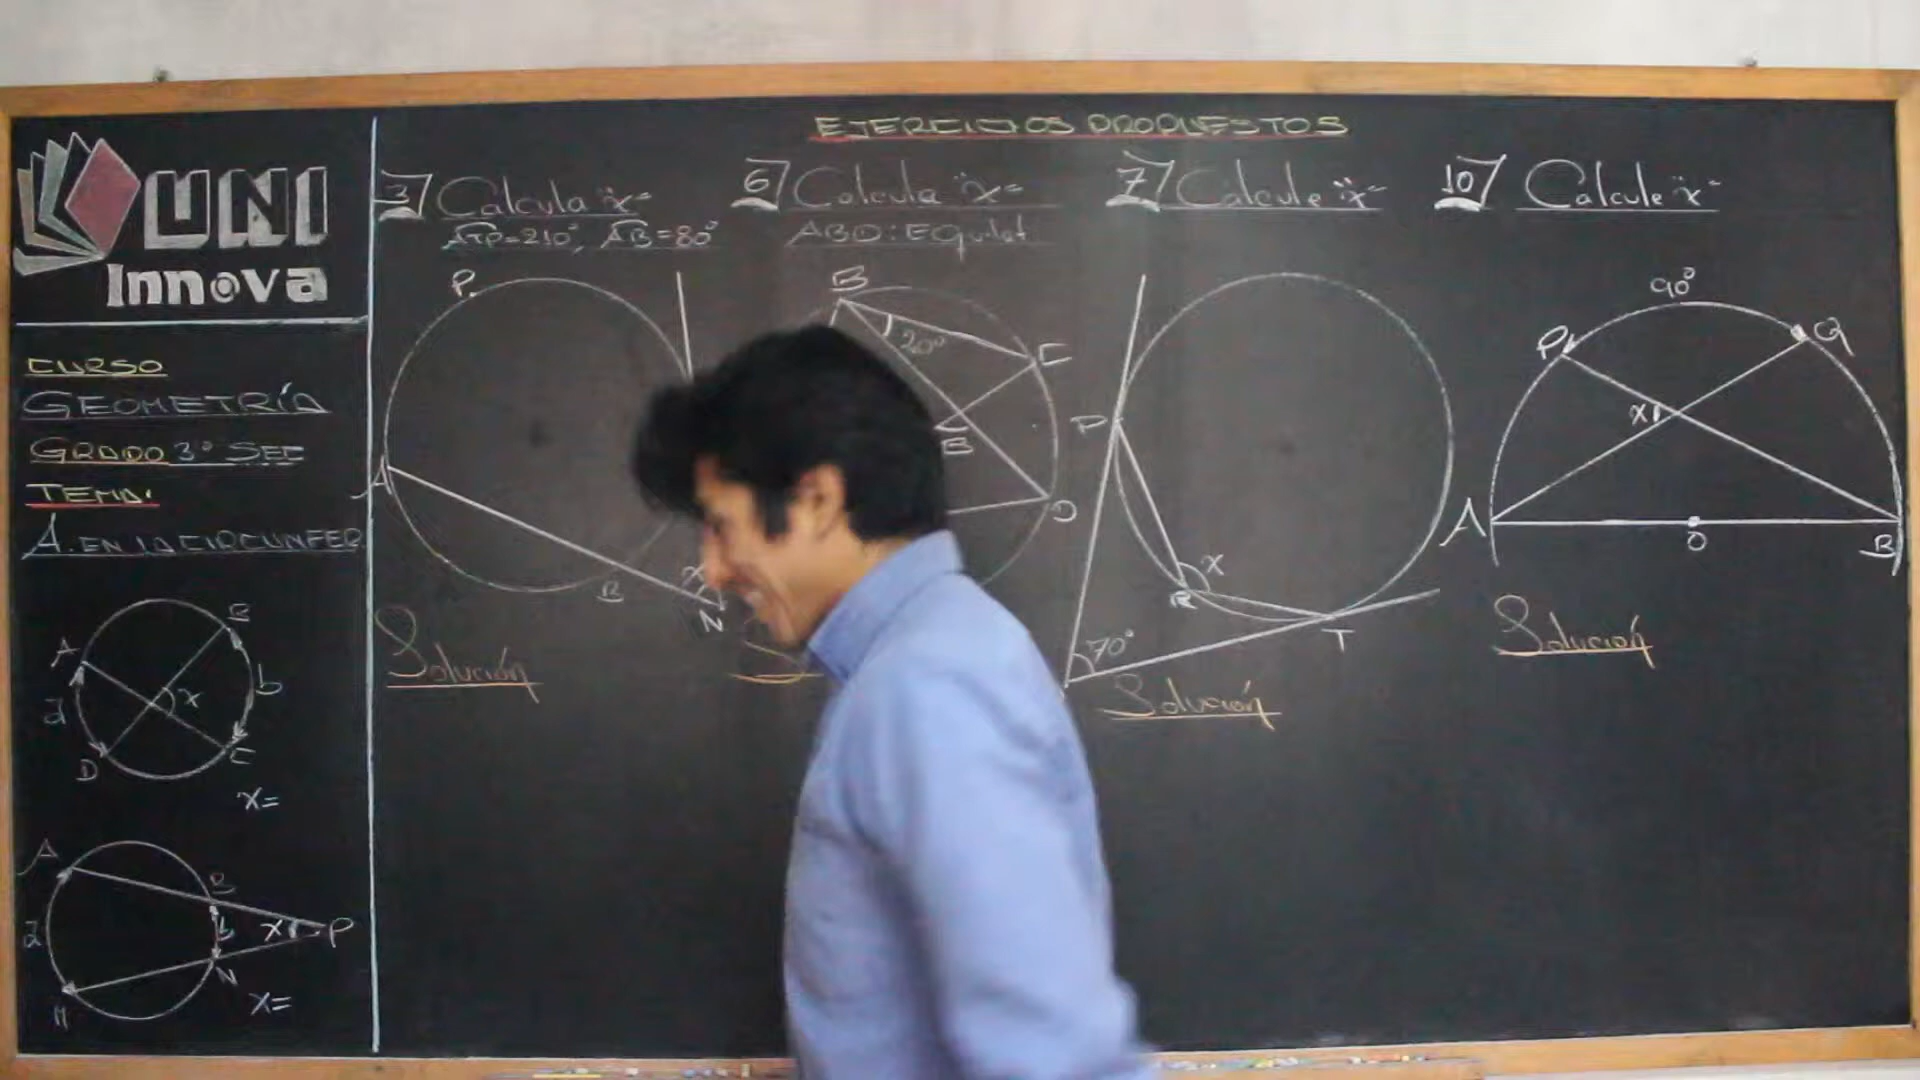 EJERCICIOS PROPUESTOS
UNI
Innova
CURSO
GEOMETRÍA
GRADO 3° SEC
TEMA:
A. EN LA CIRCUNFER
A
B
x
b
a
D
C
x=
A
B
a
b
x
P
N
M
x=
3 Calcula "x"
ATP=210°, AB=80°
P
A
B
x
N
Solución
6 Calcula "x"
ABD: Equilat
B
20°
C
E
D
7 Calcule "x"
P
x
R
70°
T
Solución
10 Calcule "x"
90°
P
Q
x
A
O
B
Solución